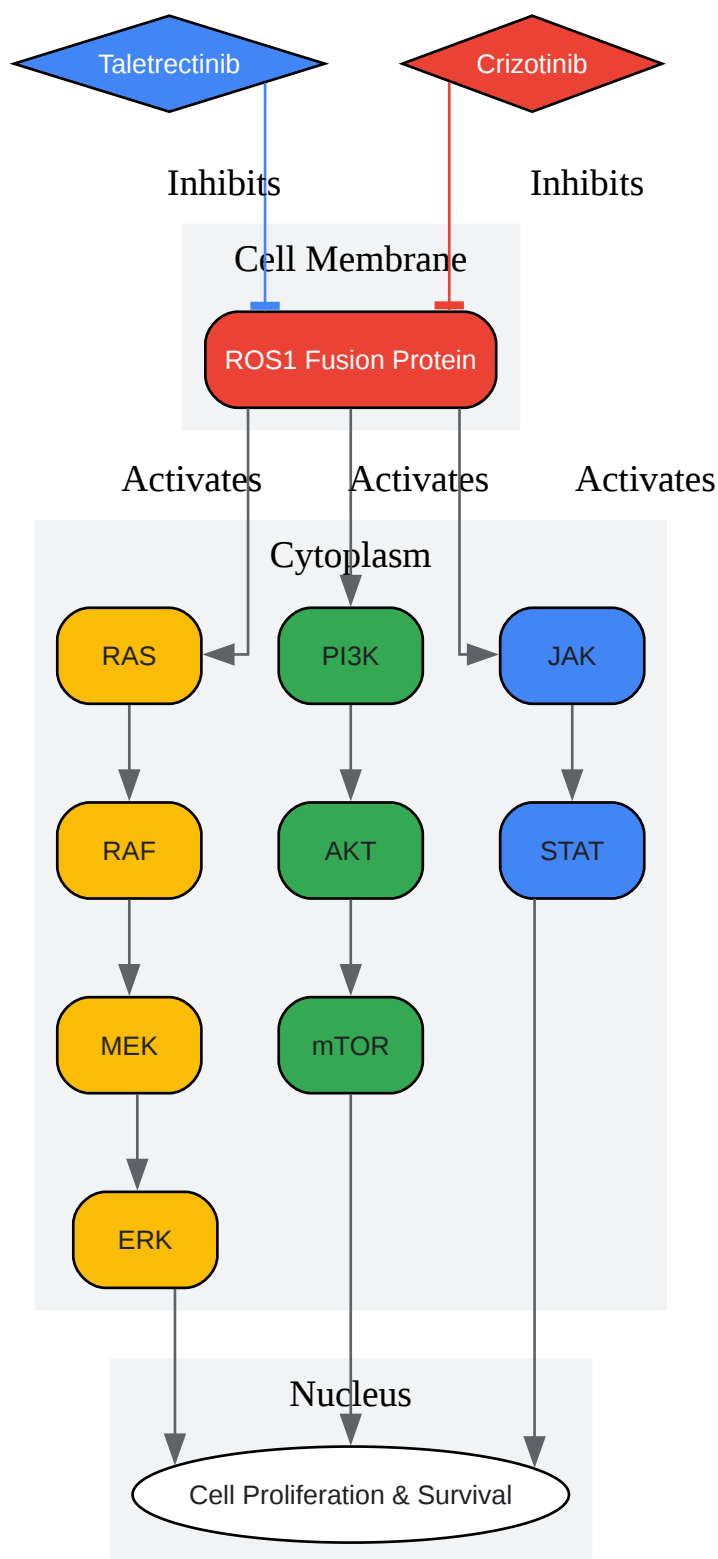 Taletrectinib
Crizotinib
Inhibits
Inhibits
Cell Membrane
ROS1 Fusion Protein
Activates
Activates
Activates
Cytoplasm
RAS
PI3K
JAK
RAF
AKT
STAT
MEK
mTOR
ERK
Nucleus
Cell Proliferation & Survival